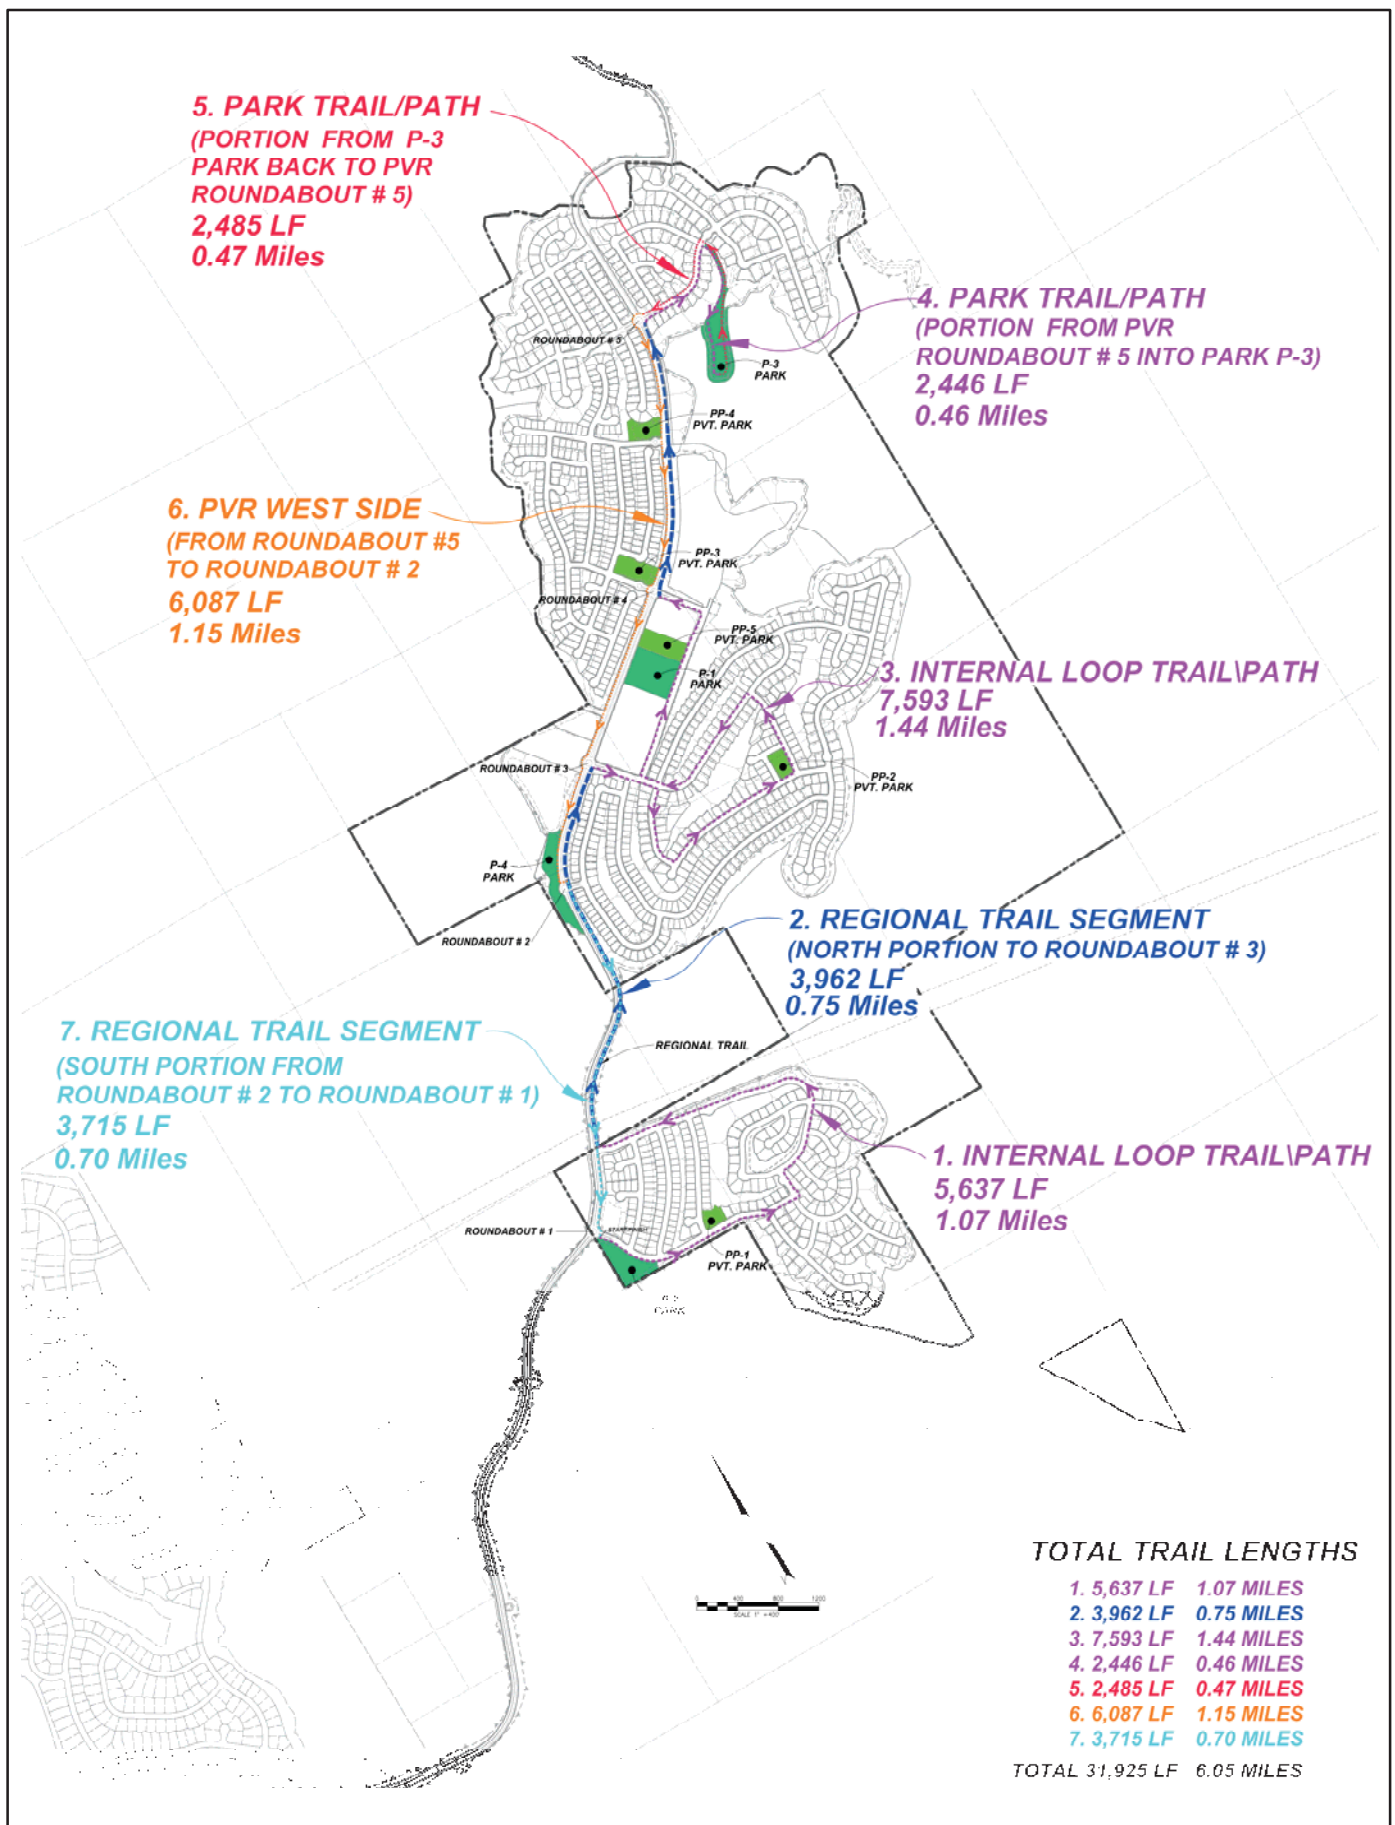 5. PARK TRAIL/PATH
(PORTION FROM P-3
PARK BACK TO PVR
ROUNDABOUT # 5)
2,485 LF
0.47 Miles
4. PARK TRAIL/PATH
(PORTION FROM PVR
ROUNDABOUT # 5 INTO PARK P-3)
2,446 LF
0.46 Miles
ROUNDABOUT # 5
P-3
PARK
PP-4
PVT. PARK
6. PVR WEST SIDE
(FROM ROUNDABOUT #5
TO ROUNDABOUT # 2
6,087 LF
1.15 Miles
PP-3
PVT. PARK
ROUNDABOUT # 4
PP-5
PVT. PARK
P-1
PARK
3. INTERNAL LOOP TRAIL\PATH
7,593 LF
1.44 Miles
ROUNDABOUT # 3
PP-2
PVT. PARK
P-4
PARK
ROUNDABOUT # 2
2. REGIONAL TRAIL SEGMENT
(NORTH PORTION TO ROUNDABOUT # 3)
3,962 LF
0.75 Miles
7. REGIONAL TRAIL SEGMENT
(SOUTH PORTION FROM
ROUNDABOUT # 2 TO ROUNDABOUT # 1)
3,715 LF
0.70 Miles
REGIONAL TRAIL
1. INTERNAL LOOP TRAIL\PATH
5,637 LF
1.07 Miles
ROUNDABOUT # 1
PP-1
PVT. PARK
PARK
0 400 800 1200
SCALE 1" = 400'
TOTAL TRAIL LENGTHS
1. 5,637 LF 1.07 MILES
2. 3,962 LF 0.75 MILES
3. 7,593 LF 1.44 MILES
4. 2,446 LF 0.46 MILES
5. 2,485 LF 0.47 MILES
6. 6,087 LF 1.15 MILES
7. 3,715 LF 0.70 MILES
TOTAL 31,925 LF 6.05 MILES